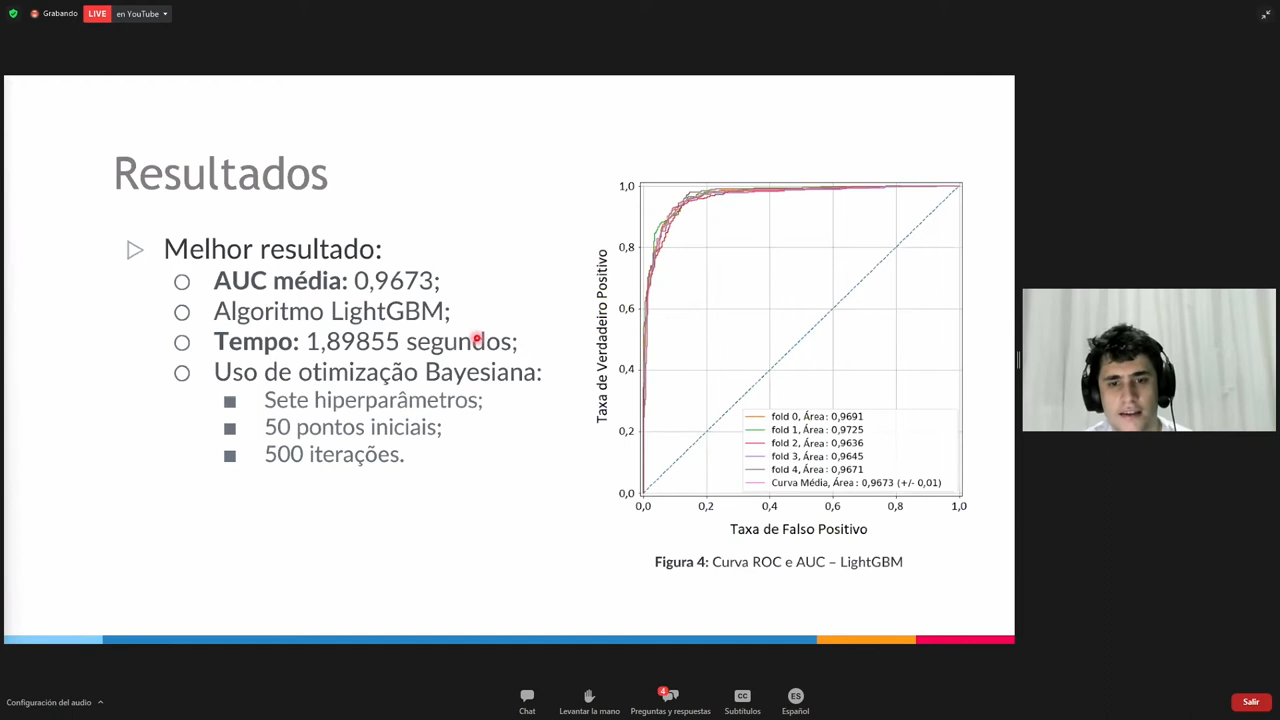 Grabando
LIVE
en YouTube
Resultados
Melhor resultado:
AUC média: 0,9673;
Algoritmo LightGBM;
Tempo: 1,89855 segundos;
Uso de otimização Bayesiana:
Sete hiperparâmetros;
50 pontos iniciais;
500 iterações.
1,0
0,8
0,6
0,4
0,2
0,0
Taxa de Verdadeiro Positivo
fold 0, Área : 0,9691
fold 1, Área : 0,9725
fold 2, Área : 0,9636
fold 3, Área : 0,9645
fold 4, Área : 0,9671
Curva Média, Área : 0,9673 (+/- 0,01)
0,0 0,2 0,4 0,6 0,8 1,0
Taxa de Falso Positivo
Figura 4: Curva ROC e AUC – LightGBM
Configuración del audio
Chat
Levantar la mano
4
Preguntas y respuestas
CC
Subtítulos
ES
Español
Salir